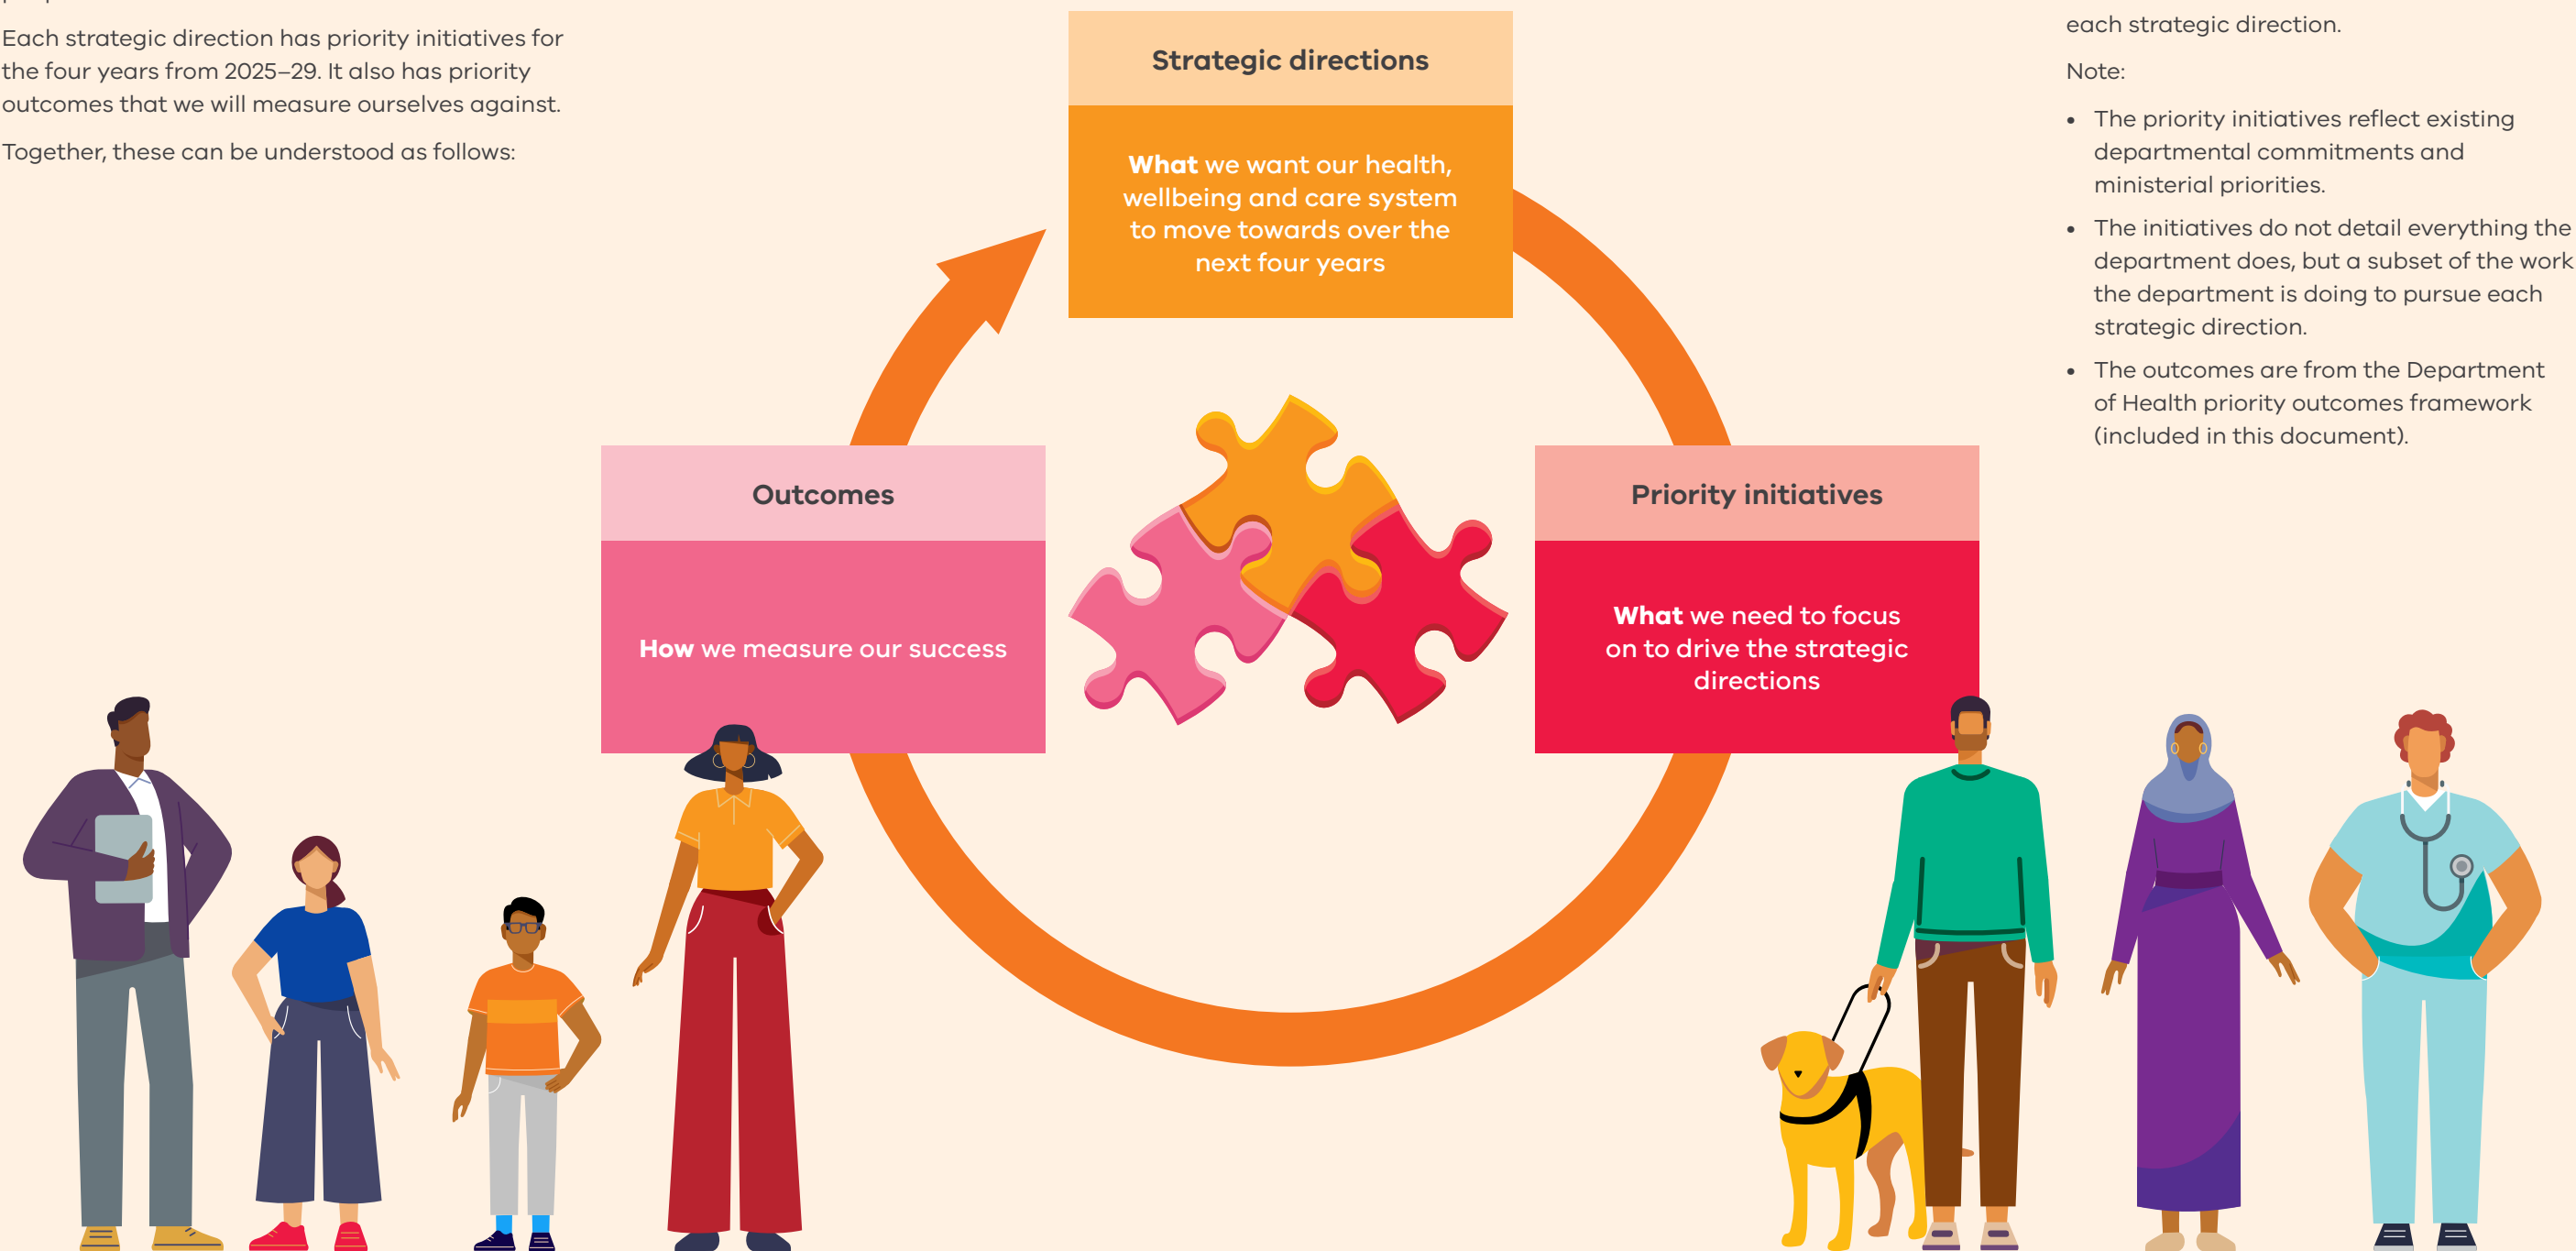 Each strategic direction has priority initiatives for
the four years from 2025–29. It also has priority
outcomes that we will measure ourselves against.
Together, these can be understood as follows:
Strategic directions
What we want our health,
wellbeing and care system
to move towards over the
next four years
Outcomes
How we measure our success
Priority initiatives
What we need to focus
on to drive the strategic
directions
each strategic direction.
Note:
• The priority initiatives reflect existing
departmental commitments and
ministerial priorities.
• The initiatives do not detail everything the
department does, but a subset of the work
the department is doing to pursue each
strategic direction.
• The outcomes are from the Department
of Health priority outcomes framework
(included in this document).